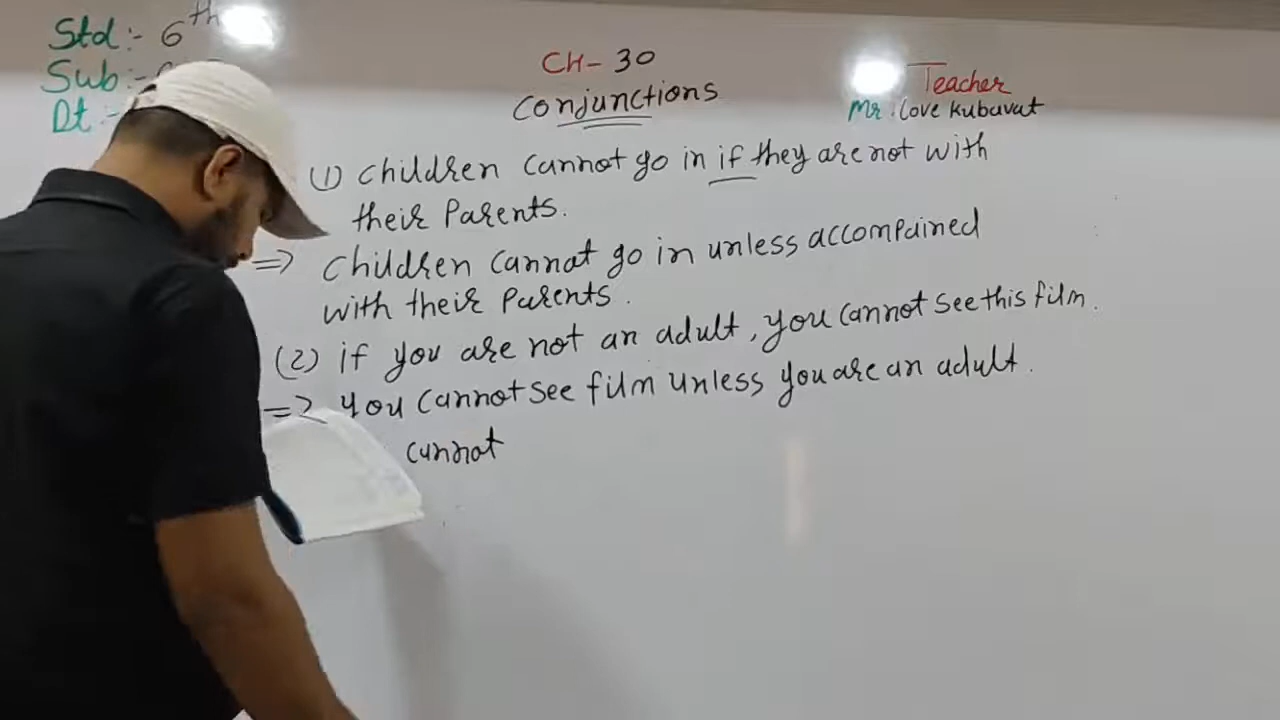 Std:- 6th
Sub:-
Dt:-
CH- 30
Conjunctions
Teacher
Mr. Love Kubavat
(1) Children cannot go in if they are not with
their Parents.
=> Children cannot go in unless accompained
with their Parents.
(2) if you are not an adult, you cannot see this film.
=> you cannot see film unless you are an adult.
cannot